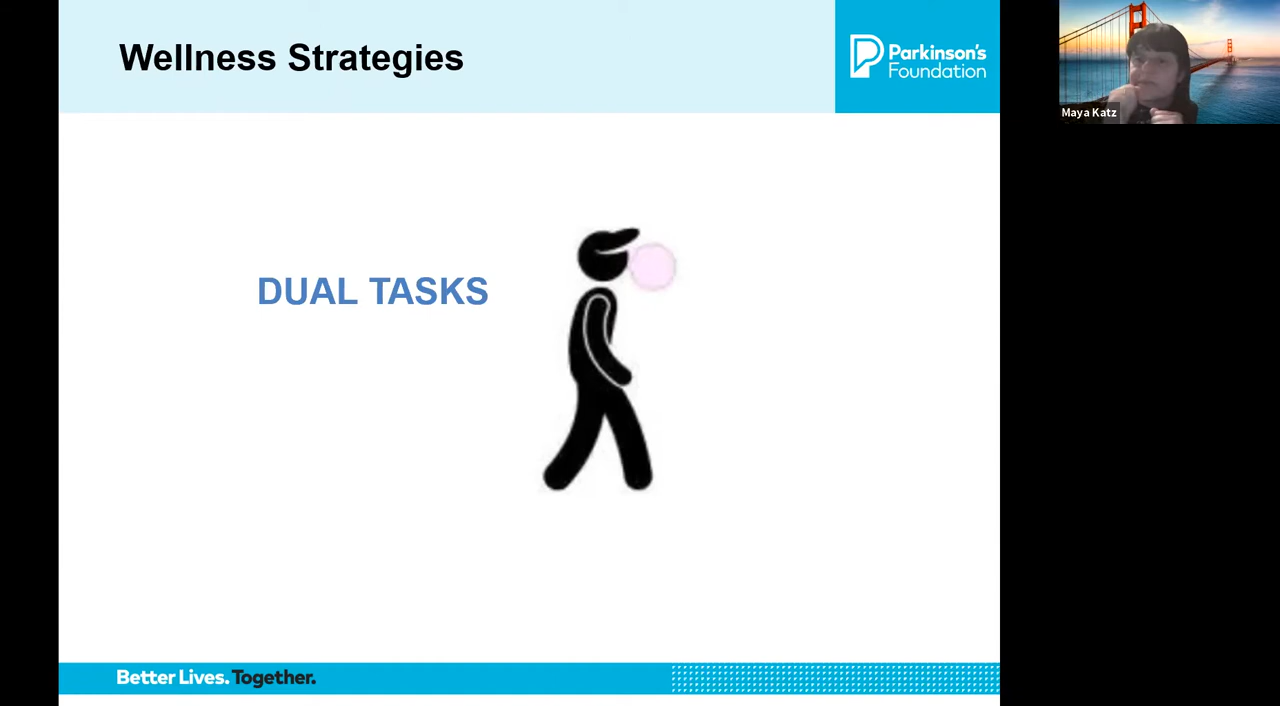 Wellness Strategies
Parkinson's
Foundation
Maya Katz
DUAL TASKS
Better Lives. Together.